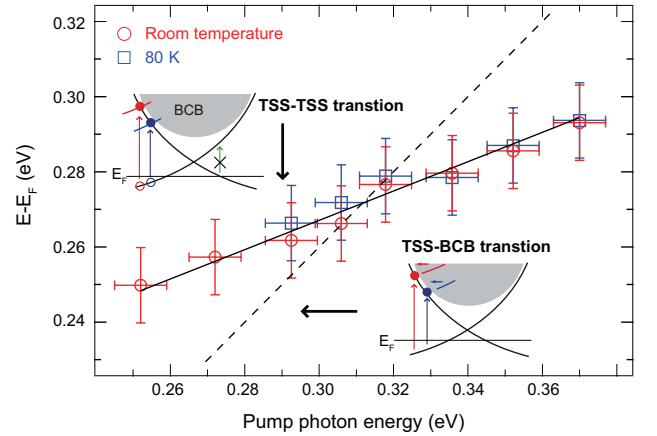 0.32
Room temperature
80 K
BCB
TSS-TSS transtion
0.30
E_F
0.28
E-E_F (eV)
0.26
TSS-BCB transtion
0.24
E_F
0.26 0.28 0.30 0.32 0.34 0.36
Pump photon energy (eV)